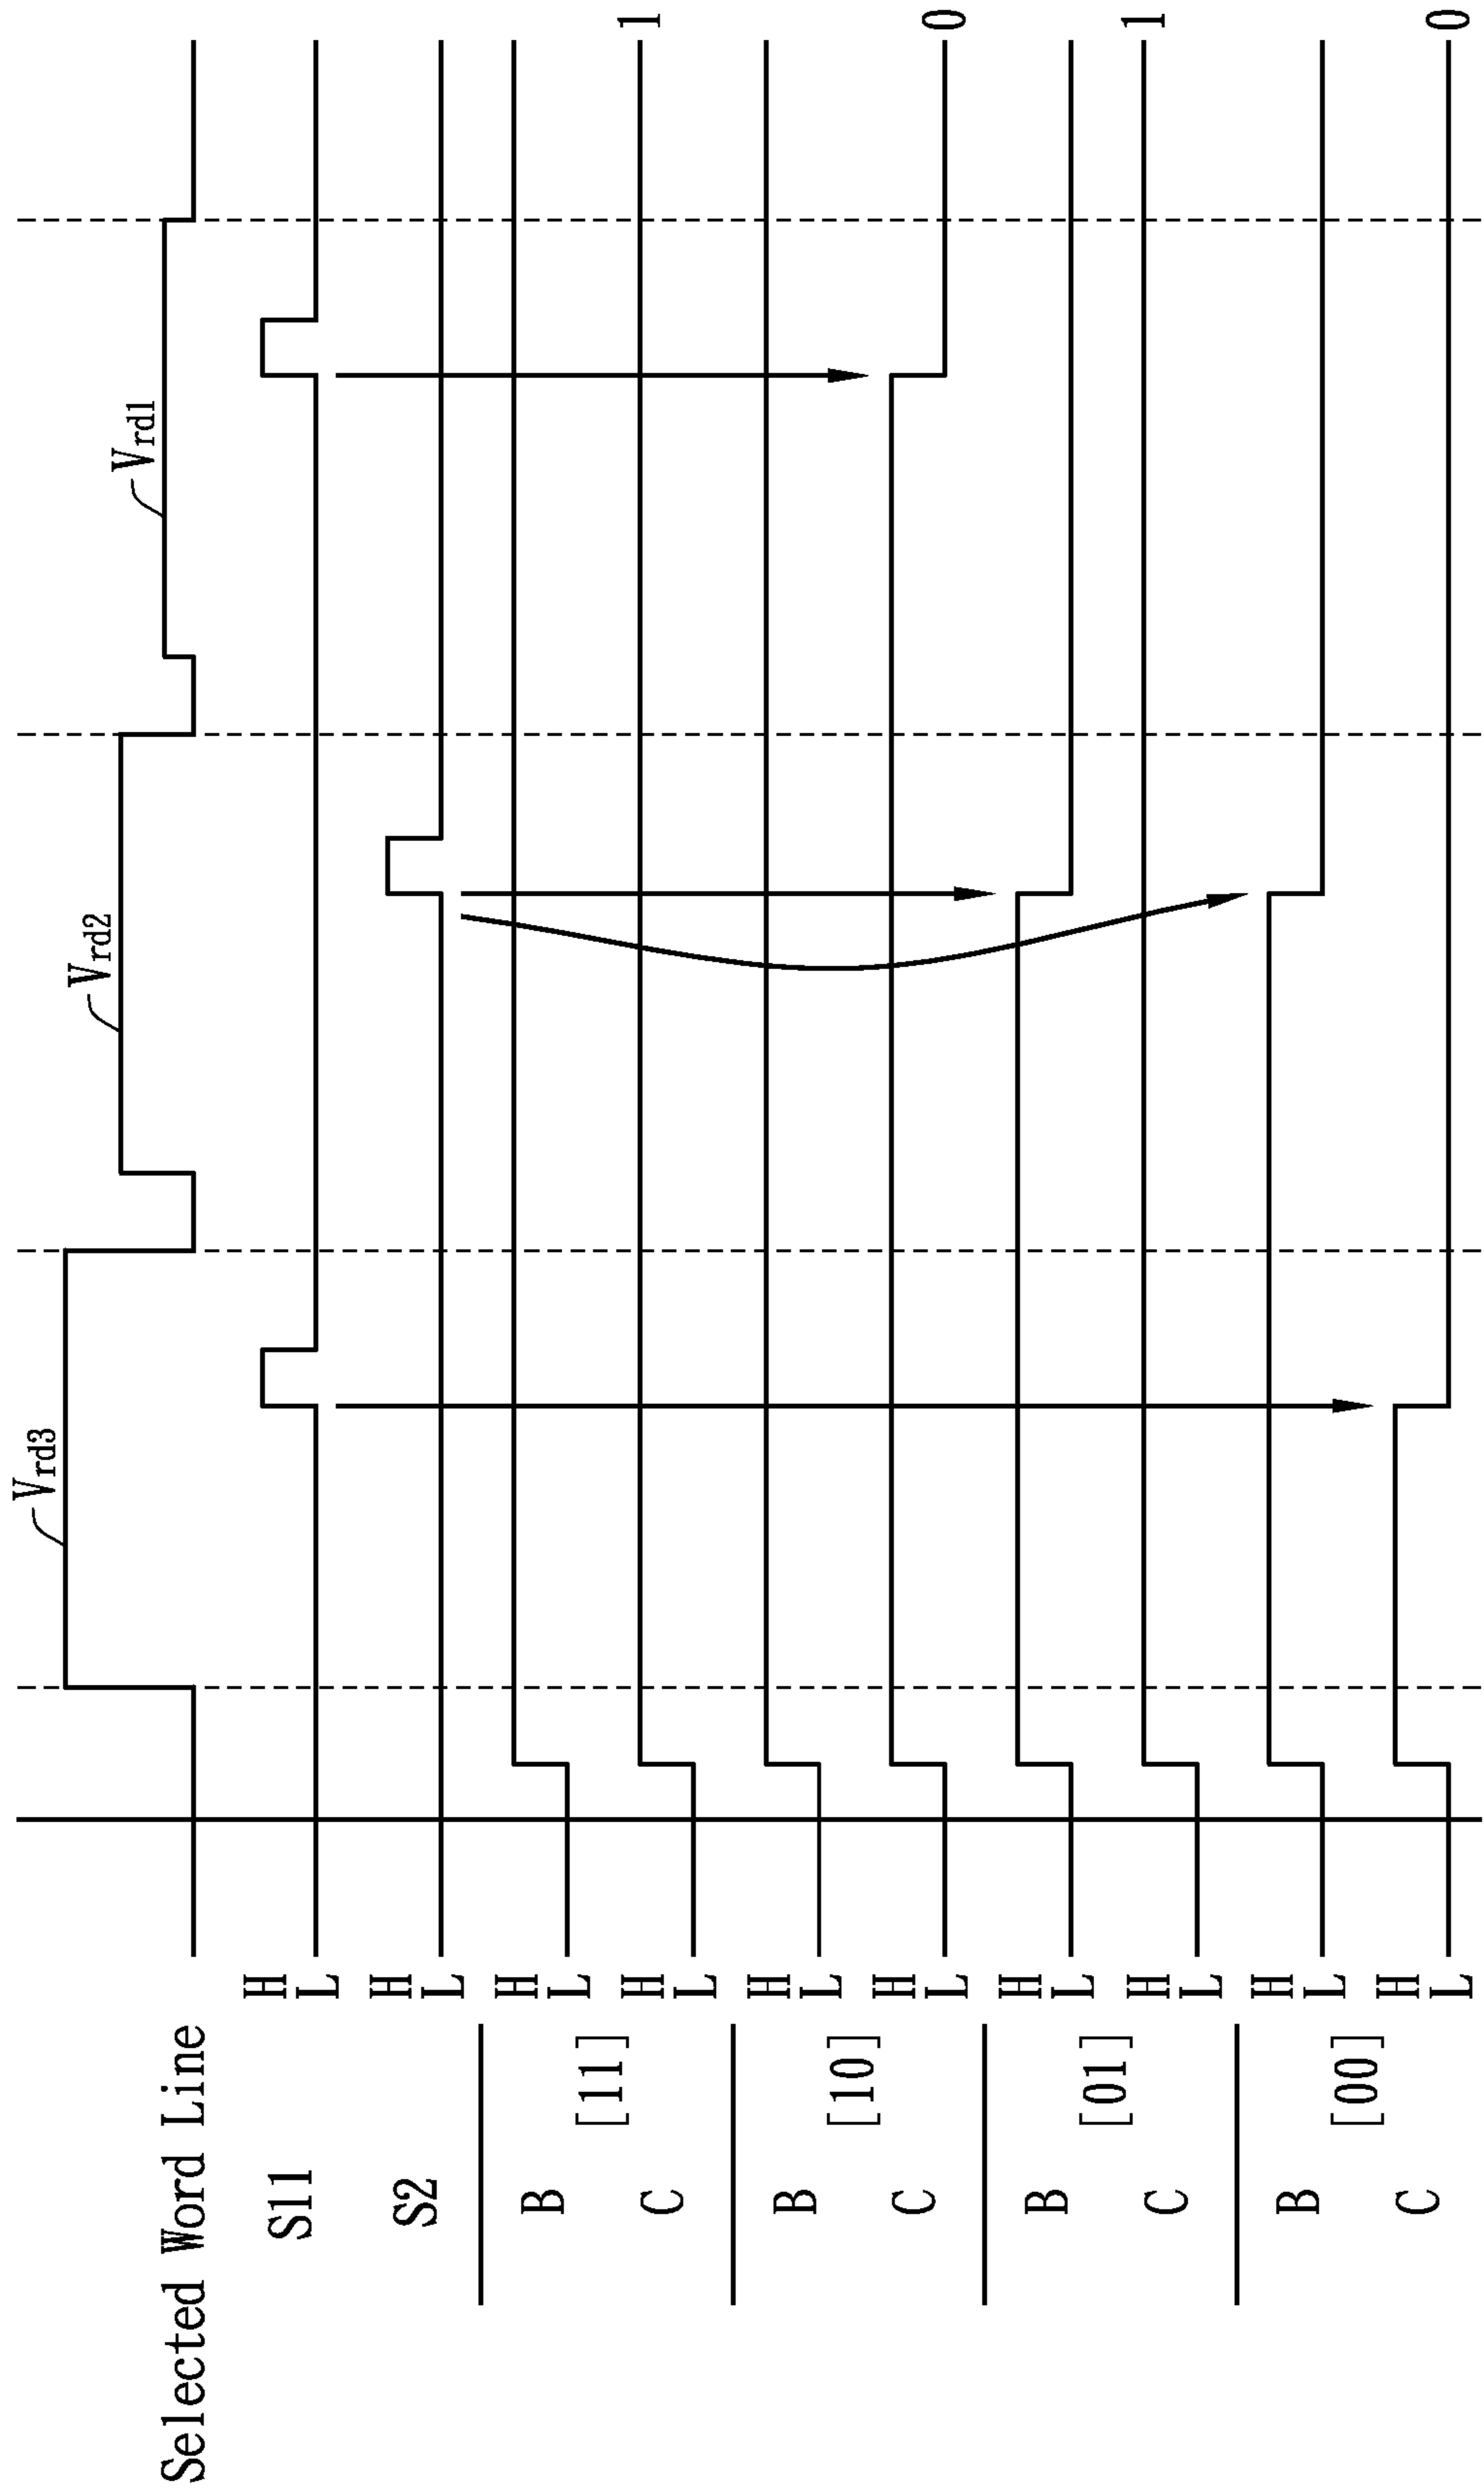 Vrd3
Vrd2
Vrd1
Selected Word Line
S11 H
L
S2 H
L
B H
L
[11]
C H 1
L
B H
L
[10]
C H
L 0
B H
L
[01]
C H 1
L
B H
L
[00]
C H
L 0